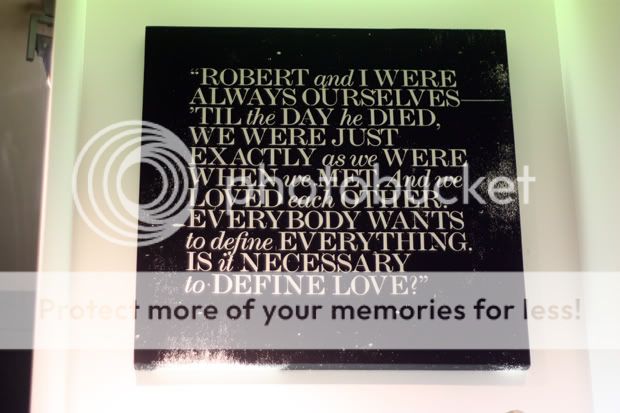 “ROBERT and I WERE
ALWAYS OURSELVES—
’TIL the DAY he DIED,
WE WERE JUST
EXACTLY as we WERE
WHEN we MET. And we
LOVED each OTHER.
EVERYBODY WANTS
to define EVERYTHING.
IS it NECESSARY
to DEFINE LOVE?”
photobucket
Protect more of your memories for less!